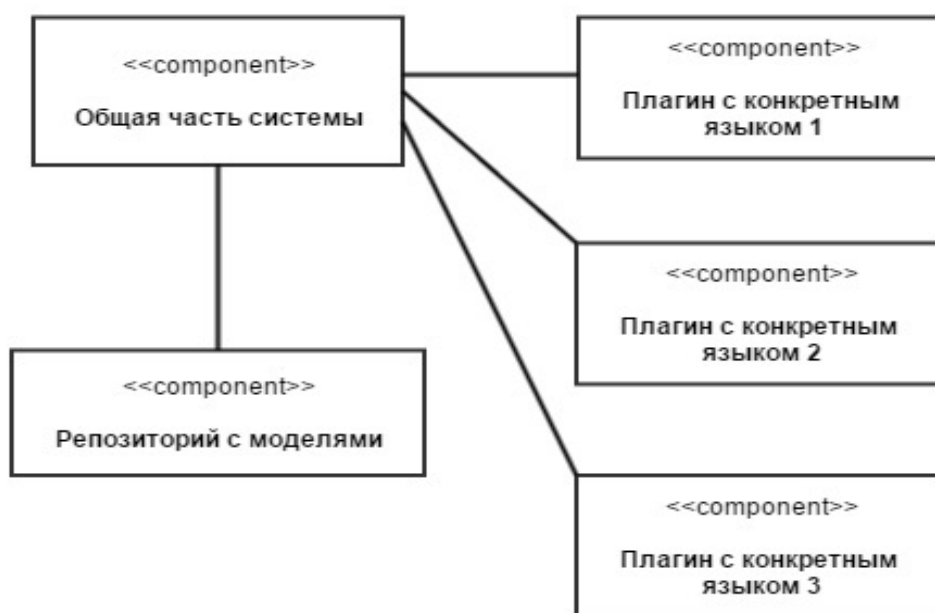 <<component>>
Общая часть системы
<<component>>
Плагин с конкретным
языком 1
<<component>>
Плагин с конкретным
языком 2
<<component>>
Репозиторий с моделями
<<component>>
Плагин с конкретным
языком 3